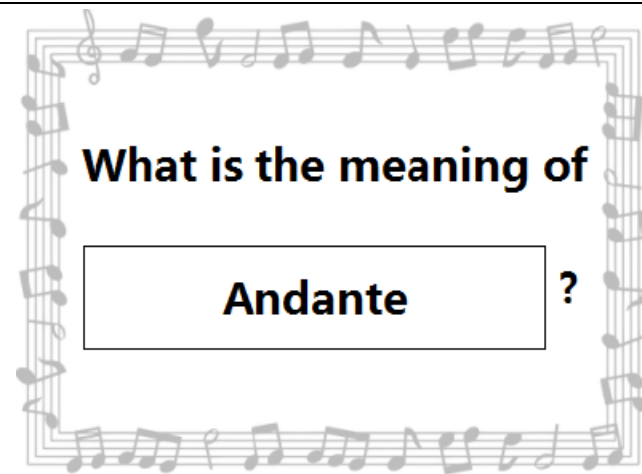 What is the meaning of
Andante ?